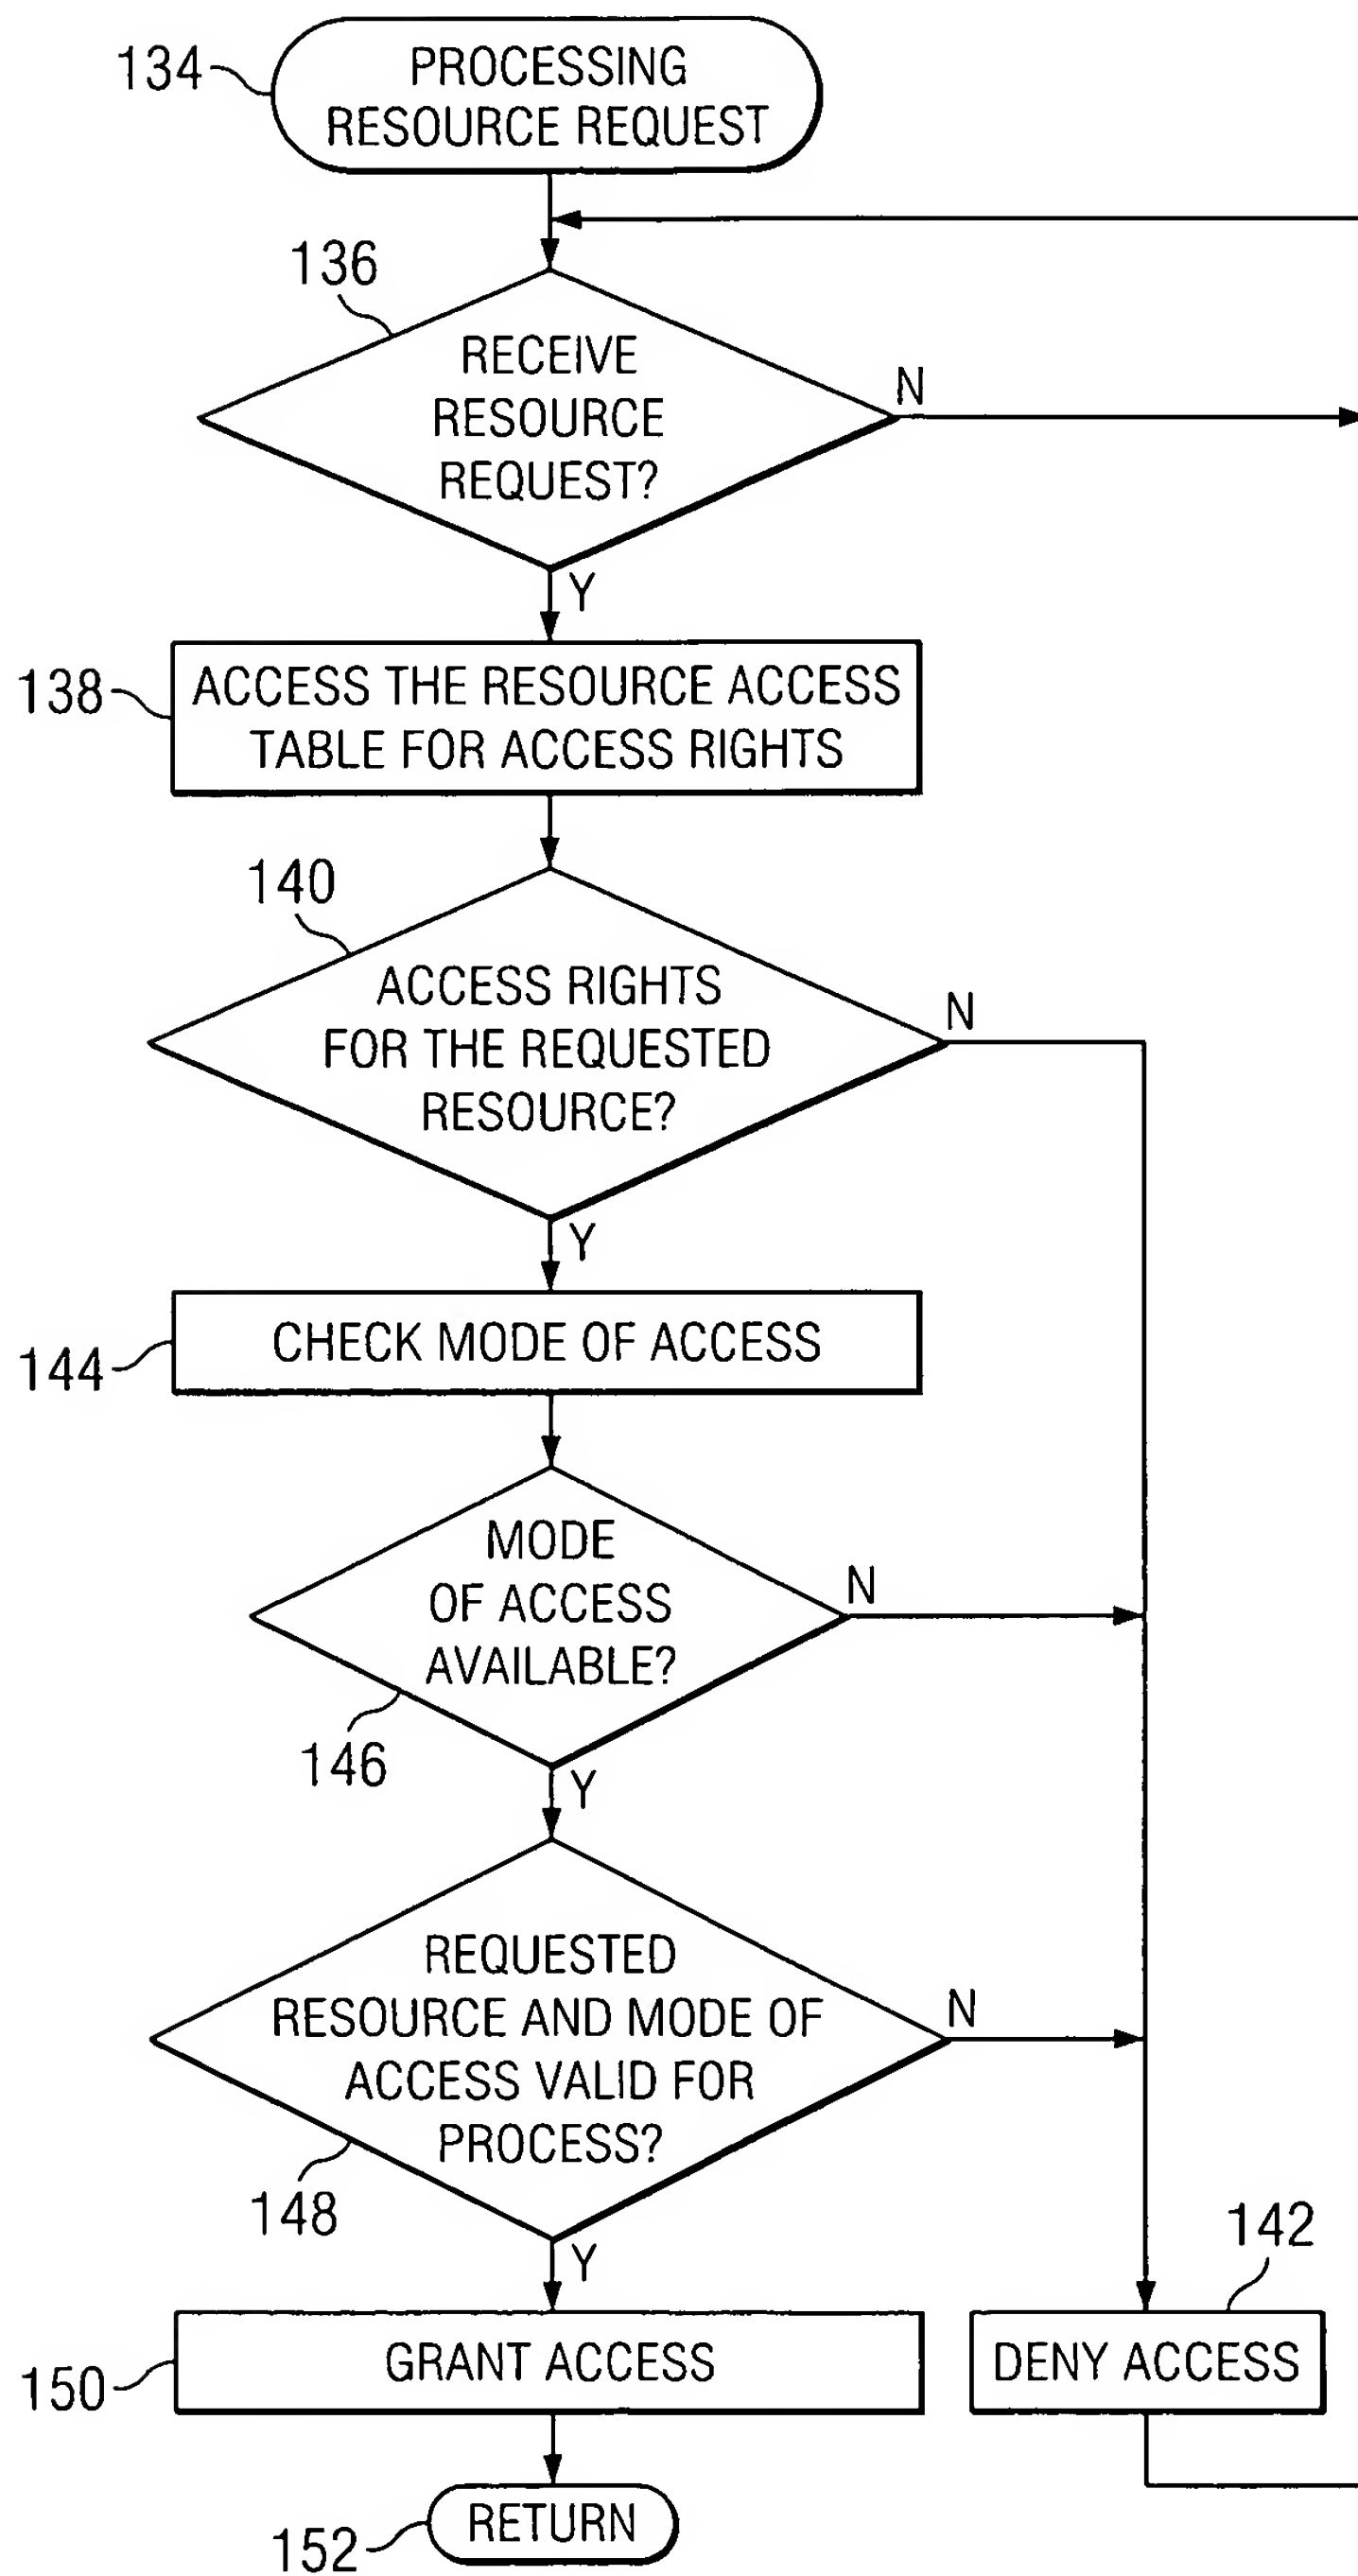 134
PROCESSING
RESOURCE REQUEST
136
RECEIVE
RESOURCE
REQUEST?
N
Y
138
ACCESS THE RESOURCE ACCESS
TABLE FOR ACCESS RIGHTS
140
ACCESS RIGHTS
FOR THE REQUESTED
RESOURCE?
N
Y
144
CHECK MODE OF ACCESS
MODE
OF ACCESS
AVAILABLE?
N
146
Y
REQUESTED
RESOURCE AND MODE OF
ACCESS VALID FOR
PROCESS?
N
148
Y
142
150
GRANT ACCESS
DENY ACCESS
152
RETURN